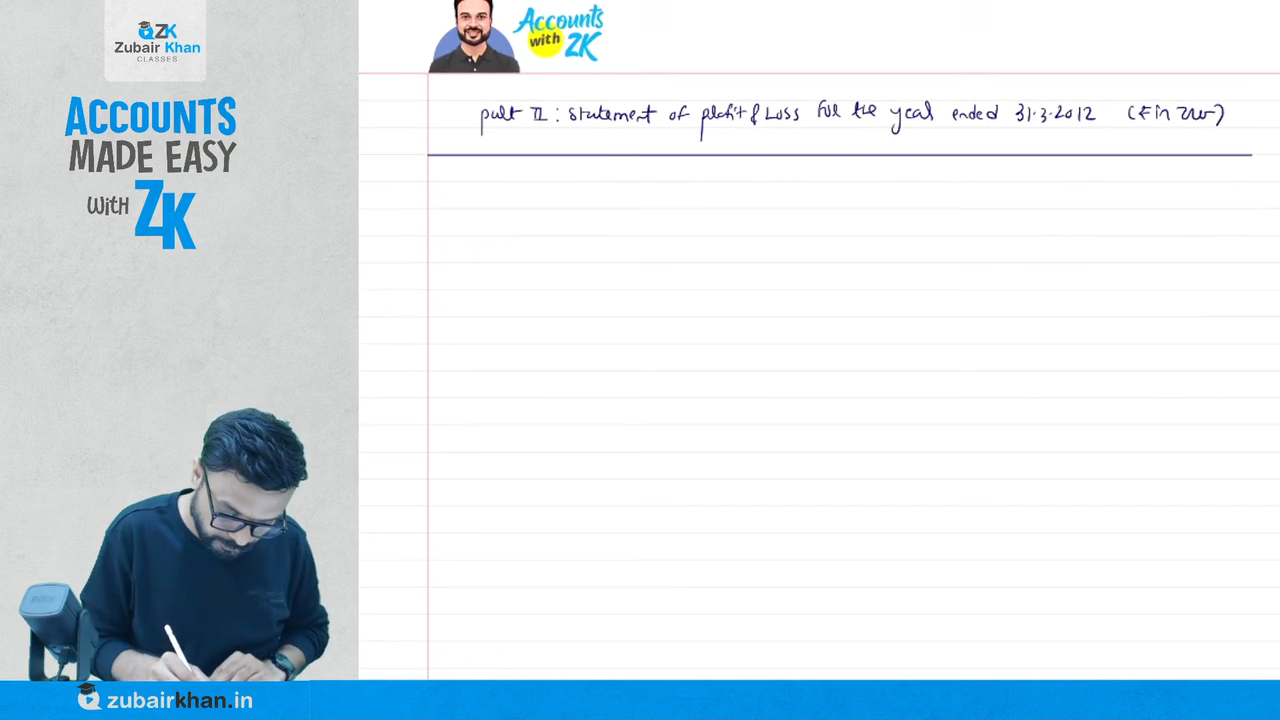 ZK
Zubair Khan
CLASSES
ACCOUNTS
MADE EASY
WITH ZK
Accounts
with ZK
part II : Statement of profit & Loss for the year ended 31.3.2012 (₹ in
zubairkhan.in